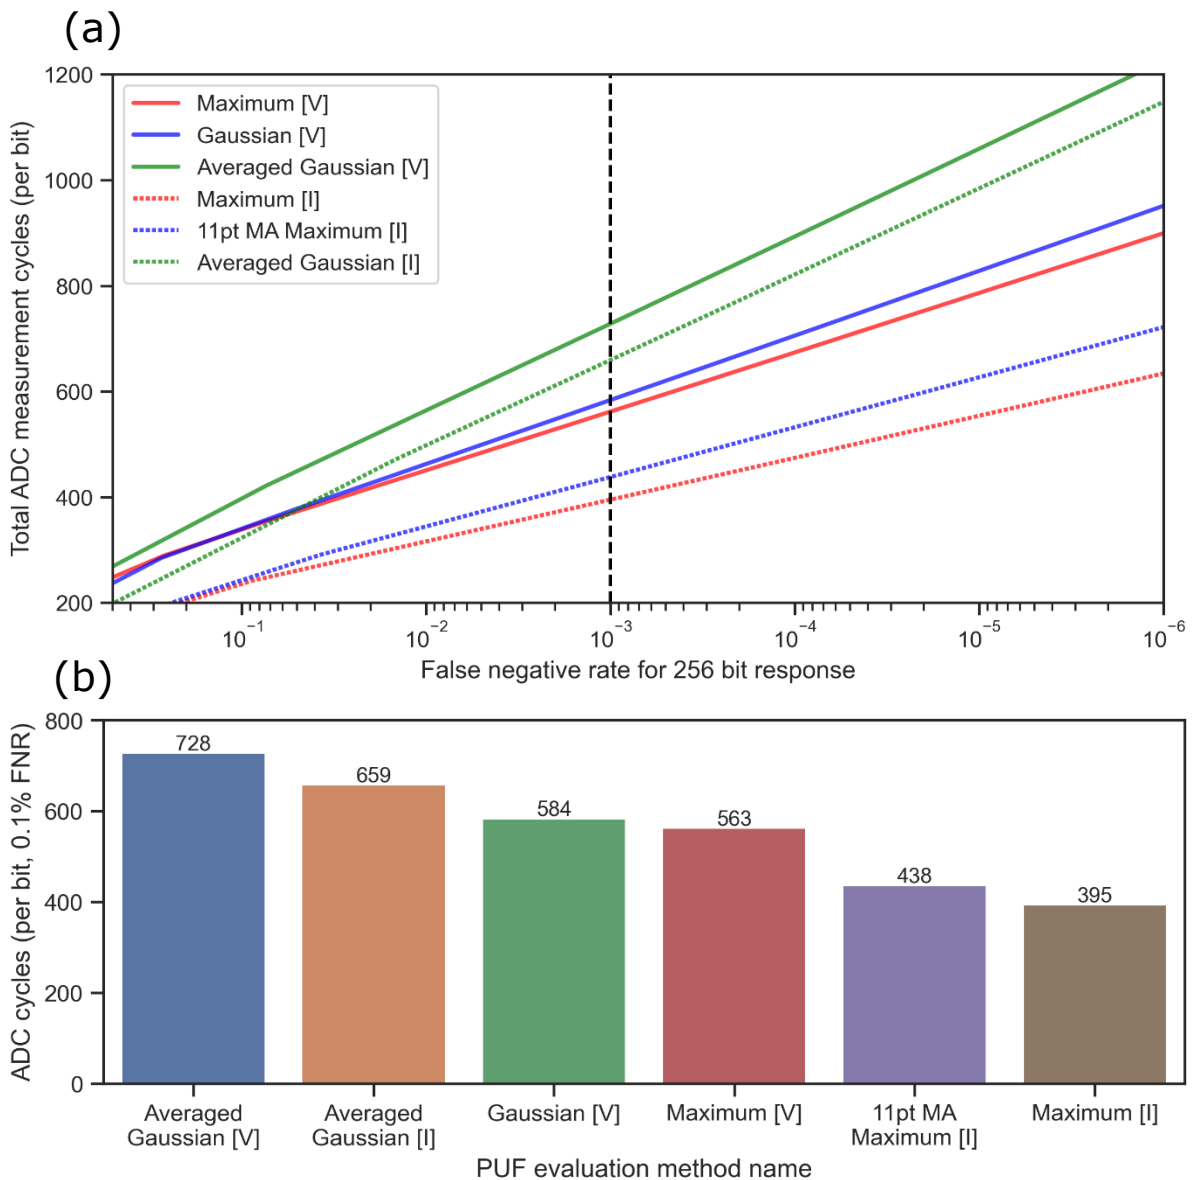 (a)
Total ADC measurement cycles (per bit)
1200
1000
800
600
400
200
Maximum [V]
Gaussian [V]
Averaged Gaussian [V]
Maximum [I]
11pt MA Maximum [I]
Averaged Gaussian [I]
10⁻¹
10⁻²
10⁻³
10⁻⁴
10⁻⁵
10⁻⁶
False negative rate for 256 bit response
(b)
ADC cycles (per bit, 0.1% FNR)
800
600
400
200
0
728
659
584
563
438
395
Averaged
Gaussian [V]
Averaged
Gaussian [I]
Gaussian [V]
Maximum [V]
11pt MA
Maximum [I]
Maximum [I]
PUF evaluation method name